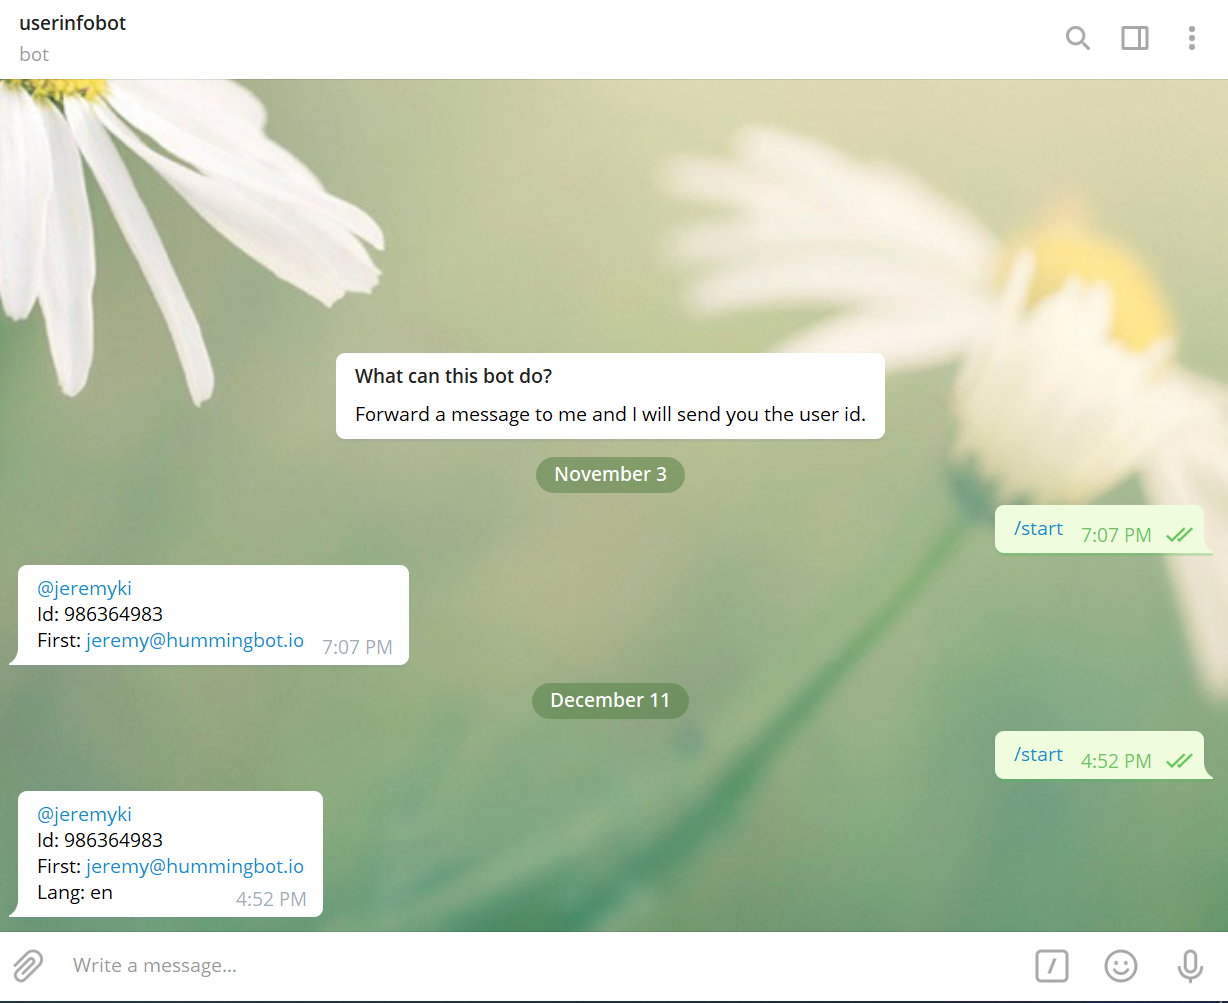 userinfobot
bot
What can this bot do?
Forward a message to me and I will send you the user id.
November 3
/start 7:07 PM
@jeremyki
Id: 986364983
First: jeremy@hummingbot.io 7:07 PM
December 11
/start 4:52 PM
@jeremyki
Id: 986364983
First: jeremy@hummingbot.io
Lang: en 4:52 PM
Write a message...